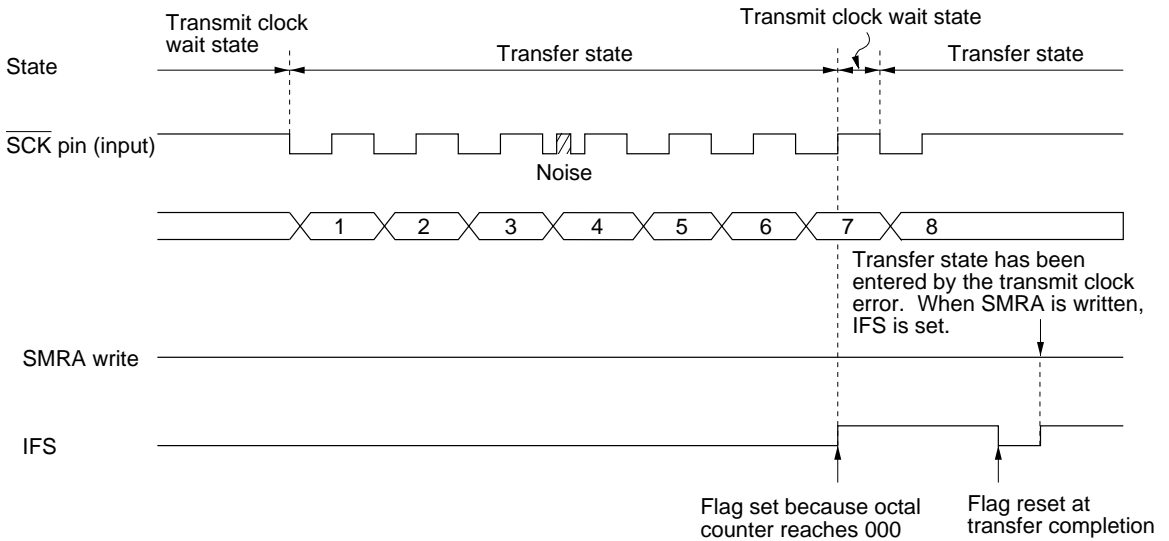 Transmit clock
wait state
Transmit clock wait state
State
Transfer state
Transfer state
SCK pin (input)
Noise
1 2 3 4 5 6 7 8
Transfer state has been
entered by the transmit clock
error. When SMRA is written,
IFS is set.
SMRA write
IFS
Flag set because octal
counter reaches 000
Flag reset at
transfer completion